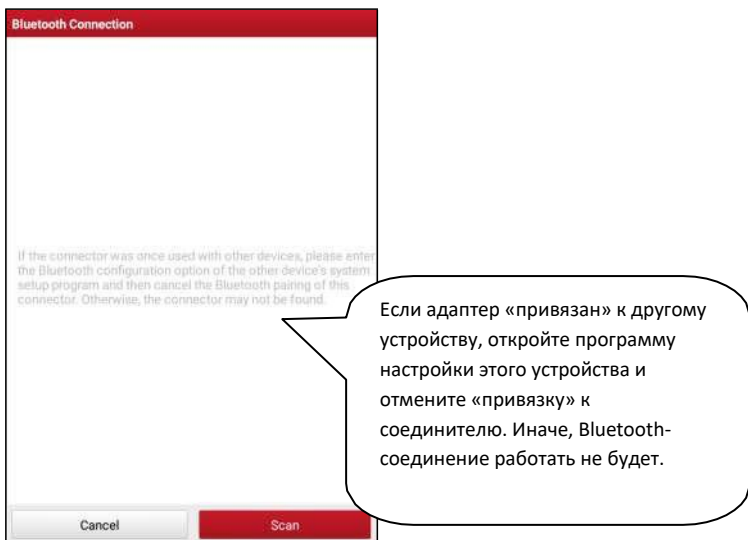 Bluetooth Connection
If the connector was once used with other devices, please enter
the Bluetooth configuration option of the other device's system
setup program and then cancel the Bluetooth pairing of this
connector. Otherwise, the connector may not be found.
Если адаптер «привязан» к другому
устройству, откройте программу
настройки этого устройства и
отмените «привязку» к
соединителю. Иначе, Bluetooth-
соединение работать не будет.
Cancel
Scan